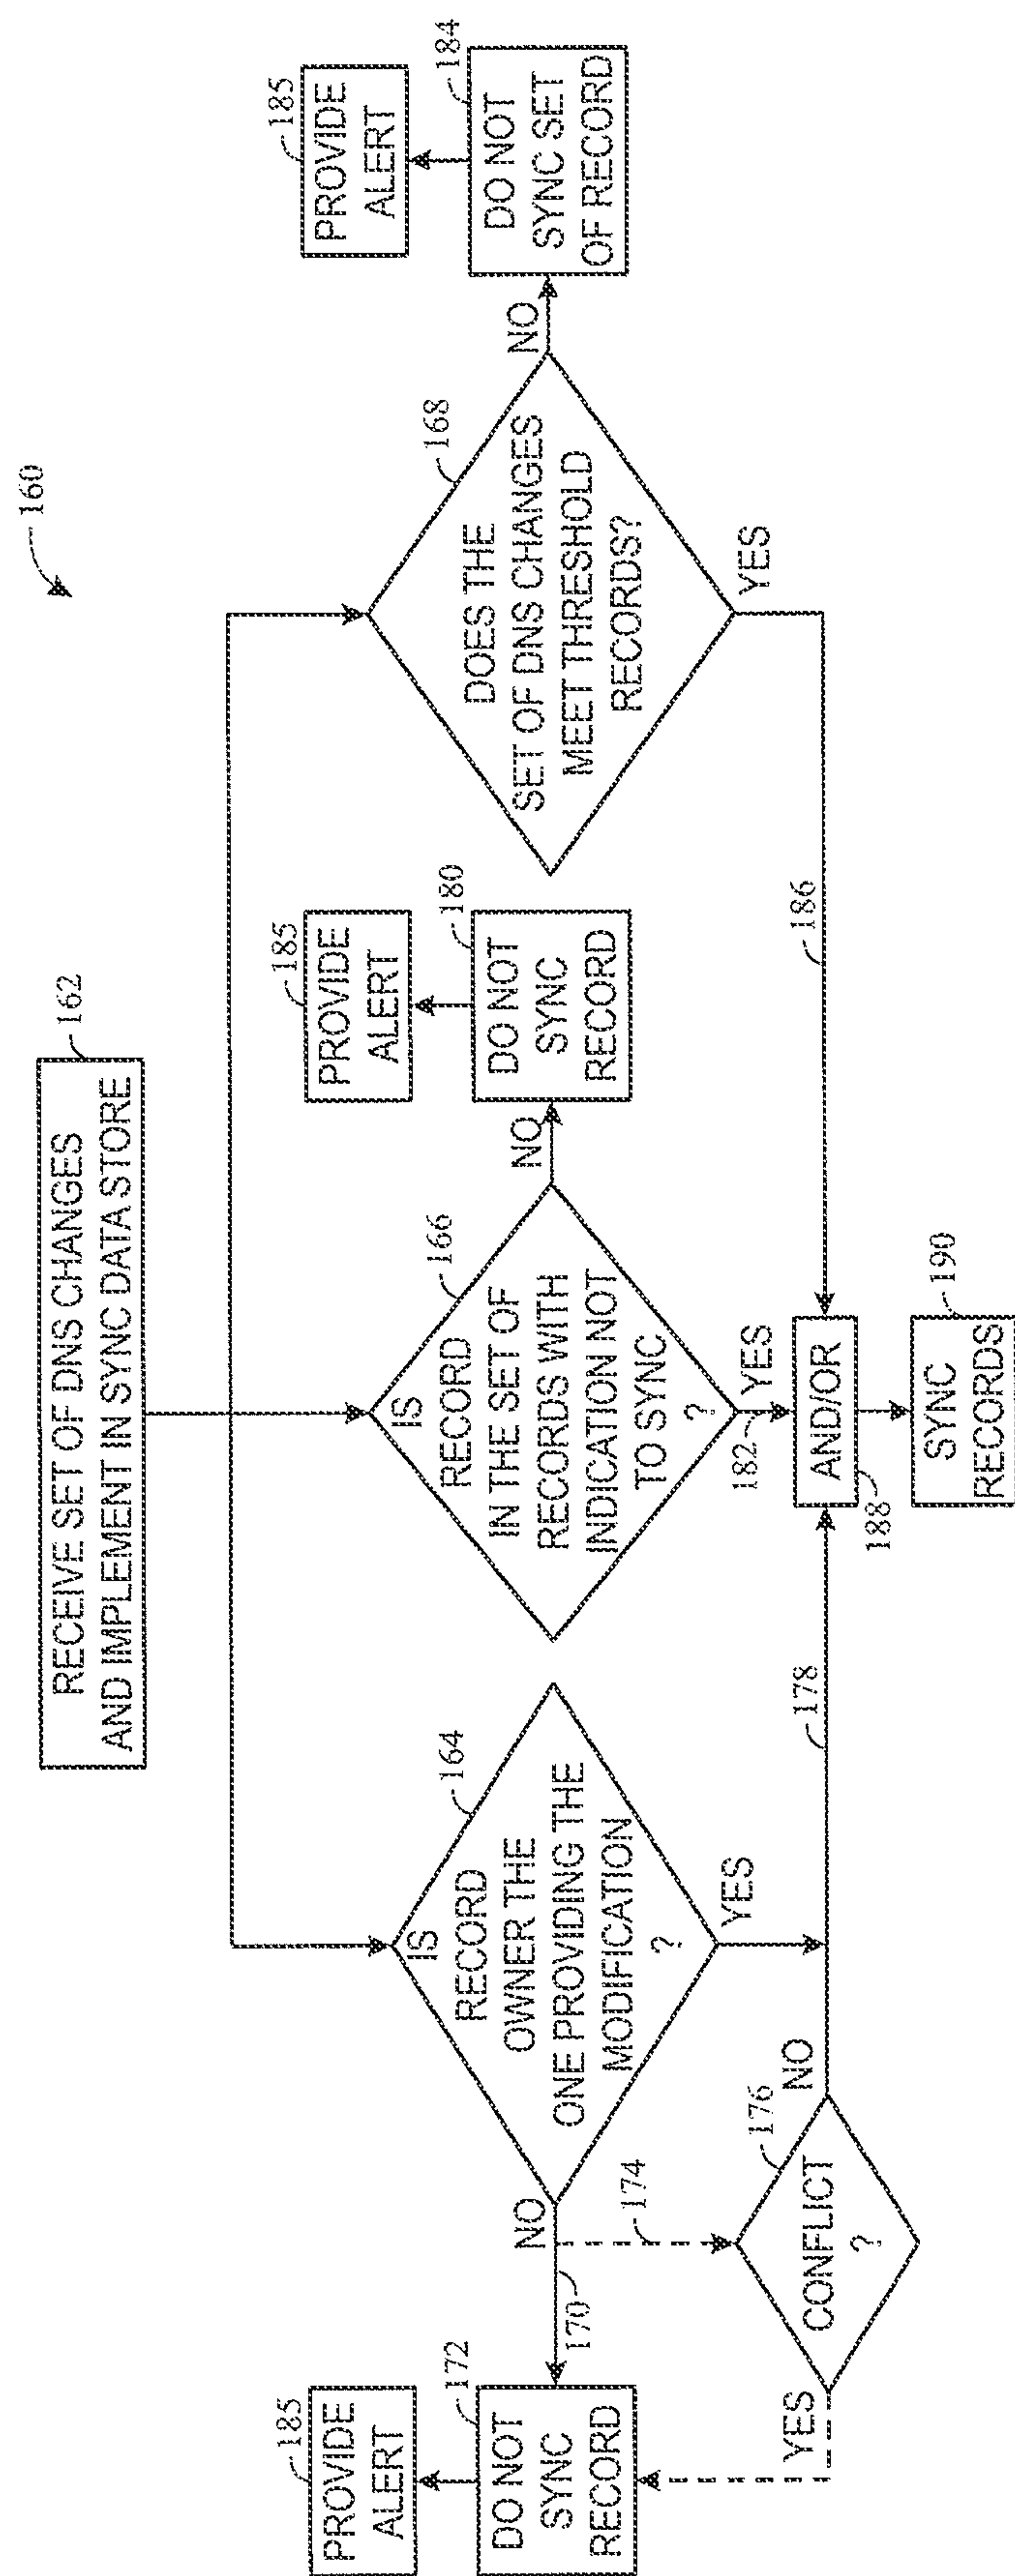 160
162
RECEIVE SET OF DNS CHANGES
AND IMPLEMENT IN SYNC DATA STORE
164
IS
RECORD
OWNER THE
ONE PROVIDING THE
MODIFICATION
?
NO
YES
170
174
185
PROVIDE
ALERT
172
DO NOT
SYNC
RECORD
176
CONFLICT
?
YES
NO
178
166
IS
RECORD
IN THE SET OF
RECORDS WITH
INDICATION NOT
TO SYNC
?
NO
YES
182
185
PROVIDE
ALERT
180
DO NOT
SYNC
RECORD
168
DOES THE
SET OF DNS CHANGES
MEET THRESHOLD
RECORDS?
NO
YES
185
PROVIDE
ALERT
184
DO NOT
SYNC SET
OF RECORD
186
AND/OR
188
190
SYNC
RECORDS